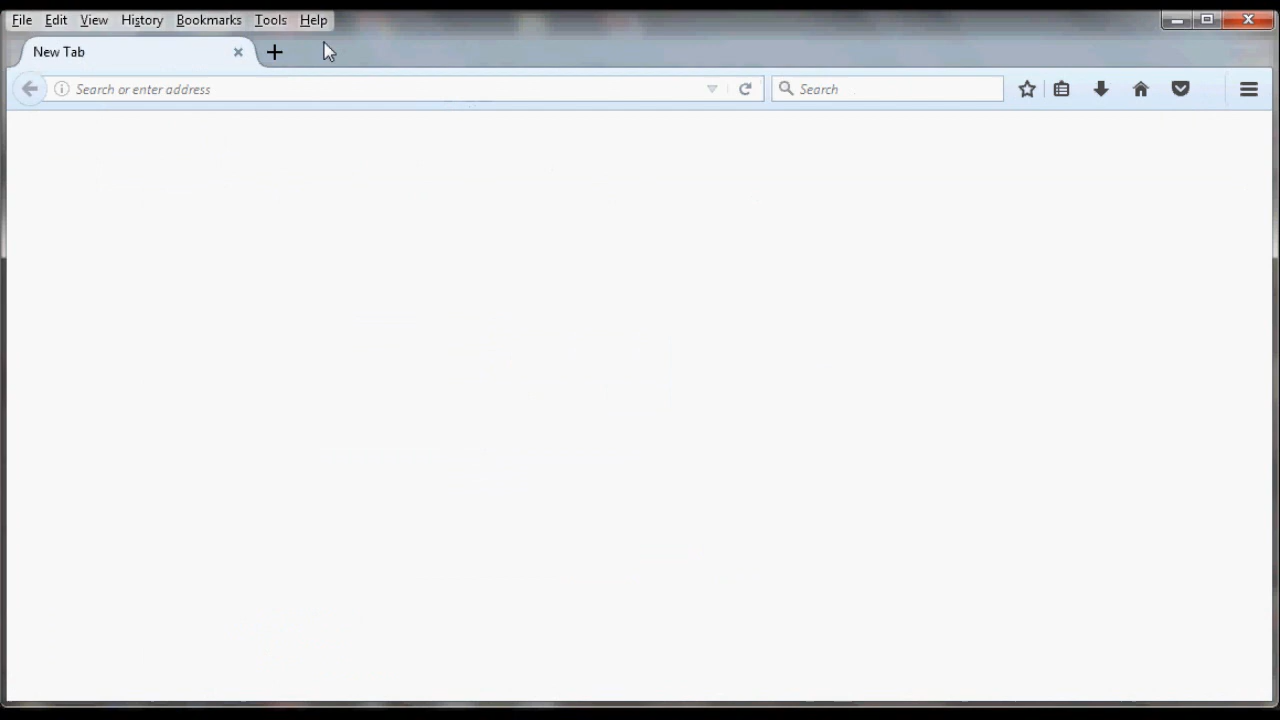 File Edit View History Bookmarks Tools Help
New Tab
Search or enter address Search